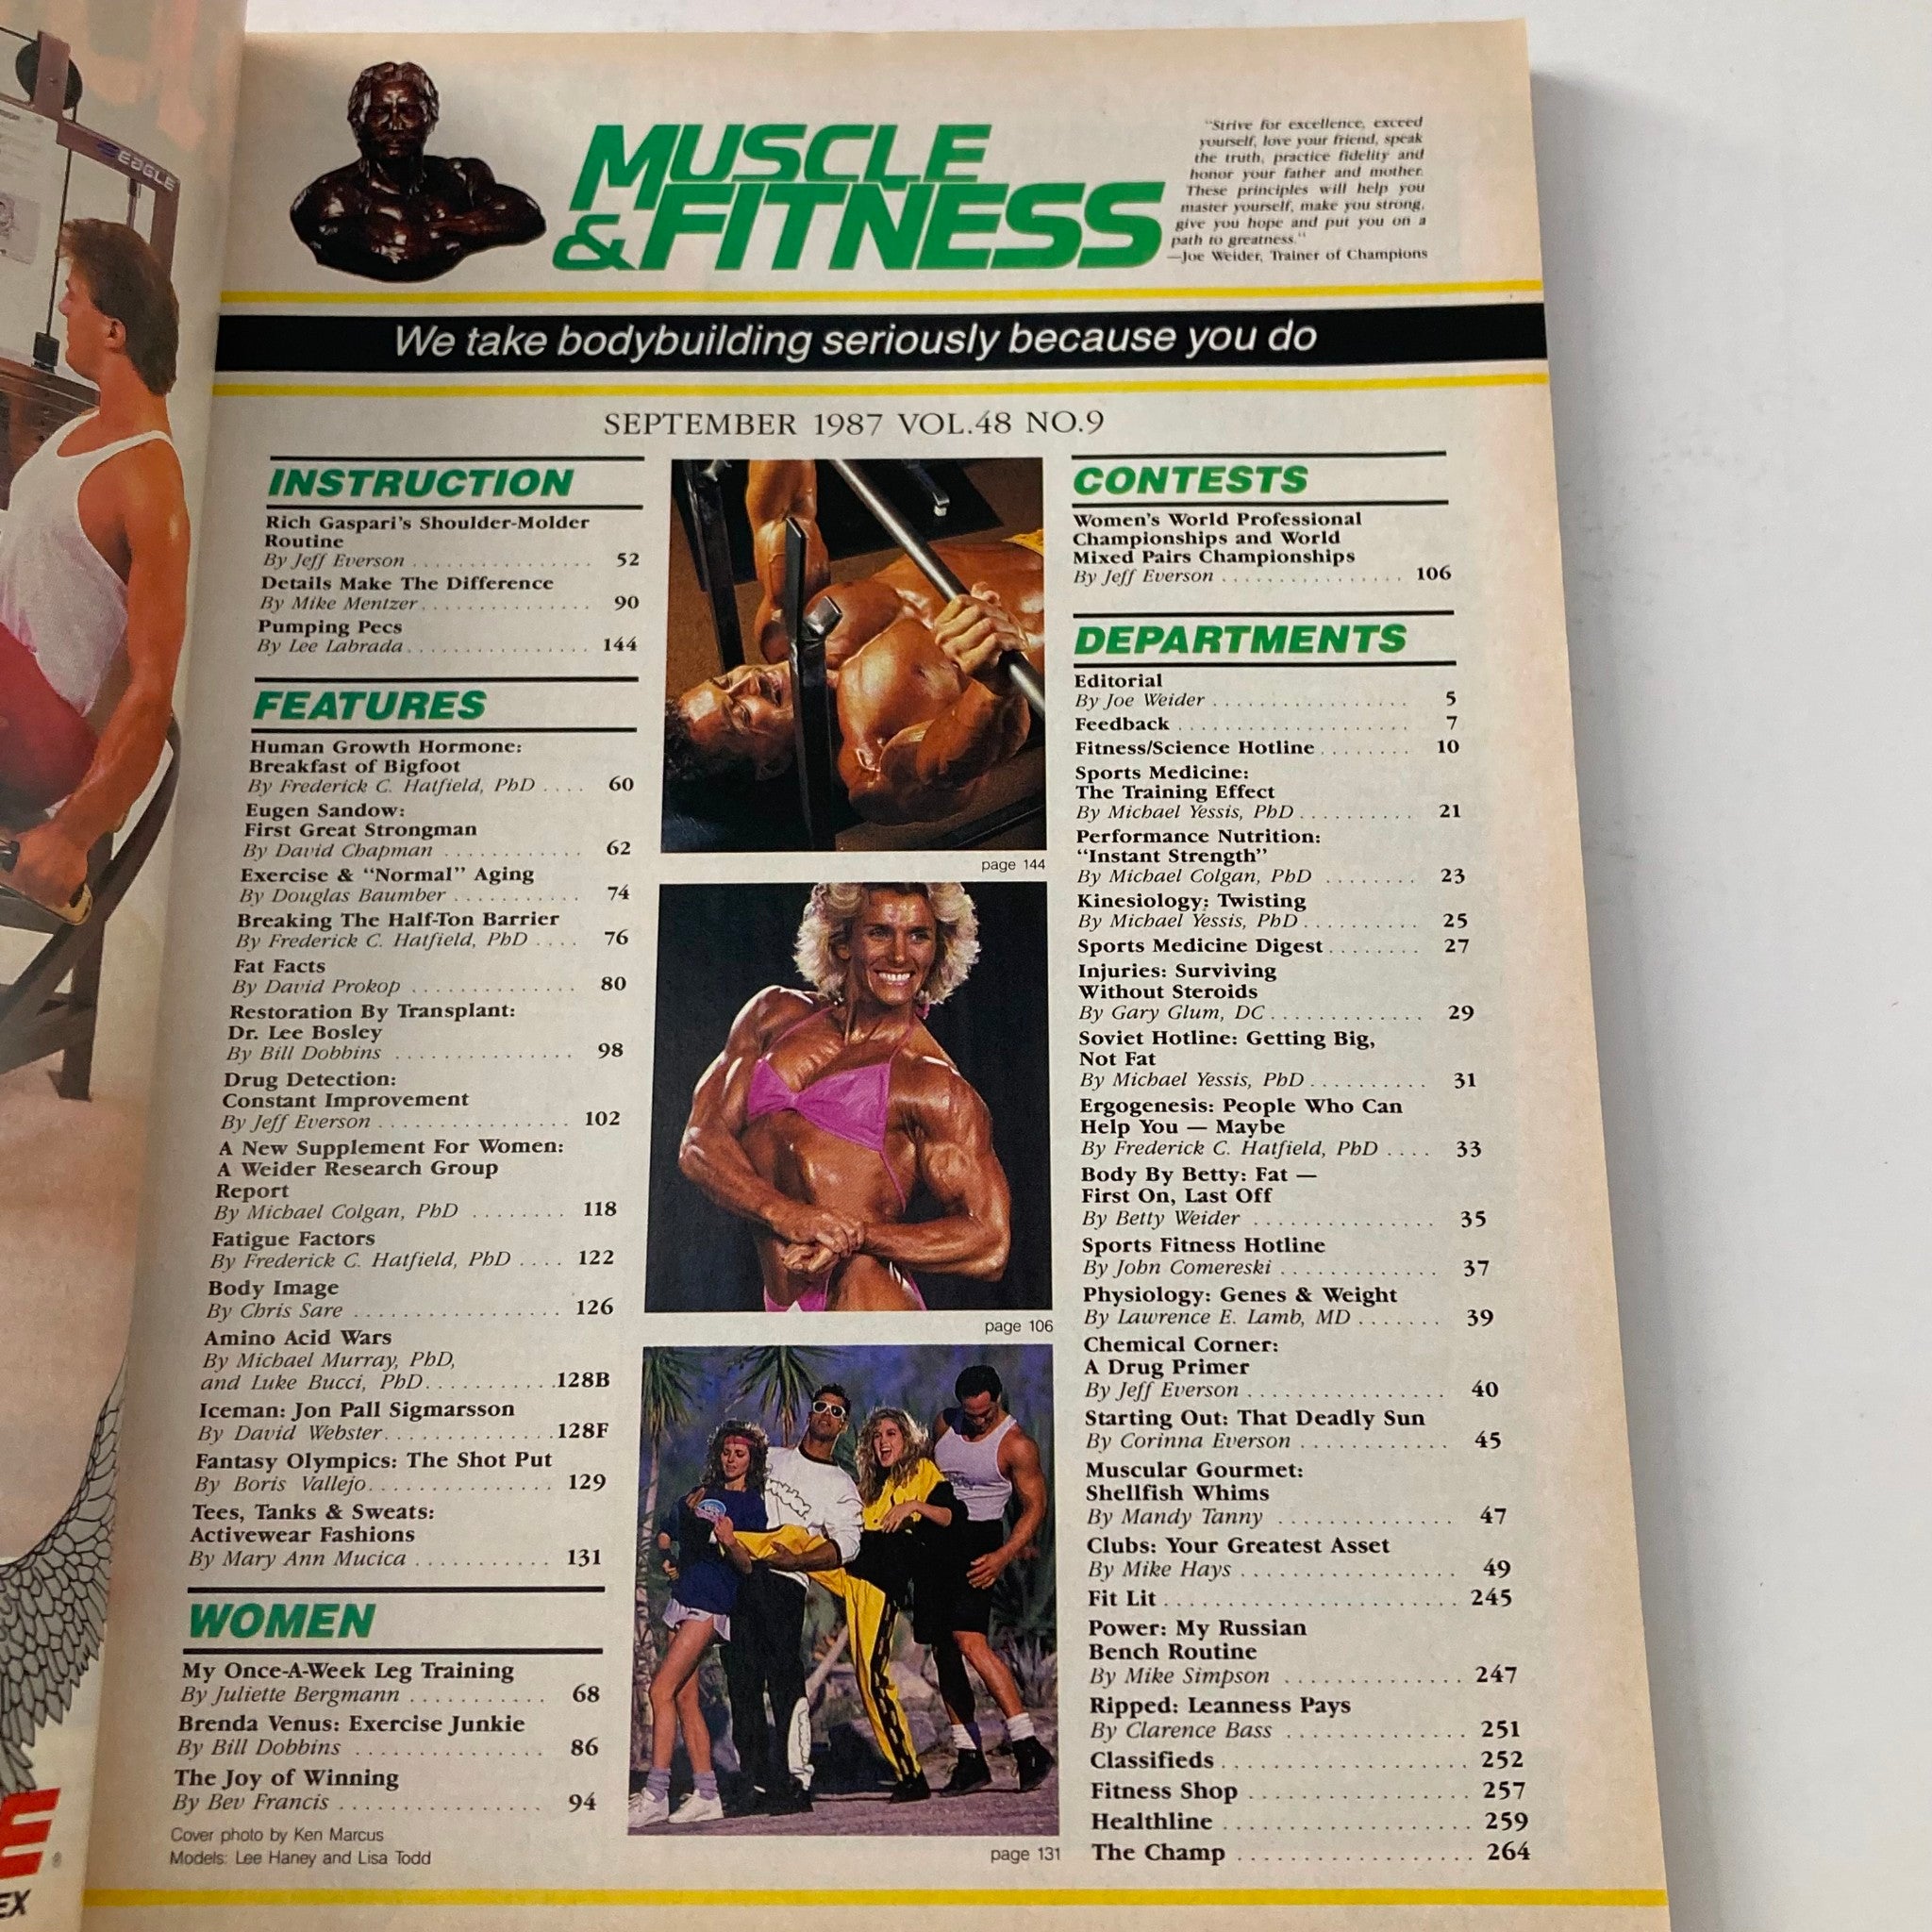 EAGLE
MUSCLE
&FITNESS
"Strive for excellence, exceed
yourself, love your friend, speak
the truth, practice fidelity and
honor your father and mother.
These principles will help you
master yourself, make you strong,
give you hope and put you on a
path to greatness."
—Joe Weider, Trainer of Champions
We take bodybuilding seriously because you do
SEPTEMBER 1987 VOL.48 NO.9
INSTRUCTION
Rich Gaspari's Shoulder-Molder
Routine
By Jeff Everson . . . . . . . . . . . . . . . . 52
Details Make The Difference
By Mike Mentzer. . . . . . . . . . . . . . . 90
Pumping Pecs
By Lee Labrada. . . . . . . . . . . . . . . . 144
FEATURES
Human Growth Hormone:
Breakfast of Bigfoot
By Frederick C. Hatfield, PhD . . . . 60
Eugen Sandow:
First Great Strongman
By David Chapman . . . . . . . . . . . . 62
Exercise & "Normal" Aging
By Douglas Baumber . . . . . . . . . . . 74
Breaking The Half-Ton Barrier
By Frederick C. Hatfield, PhD . . . . 76
Fat Facts
By David Prokop . . . . . . . . . . . . . . 80
Restoration By Transplant:
Dr. Lee Bosley
By Bill Dobbins . . . . . . . . . . . . . . . 98
Drug Detection:
Constant Improvement
By Jeff Everson . . . . . . . . . . . . . . . . 102
A New Supplement For Women:
A Weider Research Group
Report
By Michael Colgan, PhD . . . . . . . . 118
Fatigue Factors
By Frederick C. Hatfield, PhD . . . . 122
Body Image
By Chris Sare . . . . . . . . . . . . . . . . . 126
Amino Acid Wars
By Michael Murray, PhD,
and Luke Bucci, PhD. . . . . . . . . . . .128B
Iceman: Jon Pall Sigmarsson
By David Webster. . . . . . . . . . . . . .128F
Fantasy Olympics: The Shot Put
By Boris Vallejo. . . . . . . . . . . . . . . 129
Tees, Tanks & Sweats:
Activewear Fashions
By Mary Ann Mucica . . . . . . . . . . . 131
WOMEN
My Once-A-Week Leg Training
By Juliette Bergmann . . . . . . . . . . . 68
Brenda Venus: Exercise Junkie
By Bill Dobbins . . . . . . . . . . . . . . . 86
The Joy of Winning
By Bev Francis . . . . . . . . . . . . . . . . 94
Cover photo by Ken Marcus
Models: Lee Haney and Lisa Todd
page 144
page 106
page 131
CONTESTS
Women's World Professional
Championships and World
Mixed Pairs Championships
By Jeff Everson . . . . . . . . . . . . . . . . 106
DEPARTMENTS
Editorial
By Joe Weider . . . . . . . . . . . . . . . . . 5
Feedback . . . . . . . . . . . . . . . . . . . . . 7
Fitness/Science Hotline . . . . . . . . 10
Sports Medicine:
The Training Effect
By Michael Yessis, PhD. . . . . . . . . . 21
Performance Nutrition:
"Instant Strength"
By Michael Colgan, PhD . . . . . . . . 23
Kinesiology: Twisting
By Michael Yessis, PhD. . . . . . . . . . 25
Sports Medicine Digest. . . . . . . . 27
Injuries: Surviving
Without Steroids
By Gary Glum, DC . . . . . . . . . . . . . 29
Soviet Hotline: Getting Big,
Not Fat
By Michael Yessis, PhD . . . . . . . . . . 31
Ergogenesis: People Who Can
Help You — Maybe
By Frederick C. Hatfield, PhD . . . . 33
Body By Betty: Fat —
First On, Last Off
By Betty Weider . . . . . . . . . . . . . . . 35
Sports Fitness Hotline
By John Comereski . . . . . . . . . . . . . 37
Physiology: Genes & Weight
By Lawrence E. Lamb, MD . . . . . . . 39
Chemical Corner:
A Drug Primer
By Jeff Everson . . . . . . . . . . . . . . . . 40
Starting Out: That Deadly Sun
By Corinna Everson . . . . . . . . . . . . 45
Muscular Gourmet:
Shellfish Whims
By Mandy Tanny . . . . . . . . . . . . . . 47
Clubs: Your Greatest Asset
By Mike Hays . . . . . . . . . . . . . . . . . 49
Fit Lit . . . . . . . . . . . . . . . . . . . . . . . 245
Power: My Russian
Bench Routine
By Mike Simpson . . . . . . . . . . . . . . 247
Ripped: Leanness Pays
By Clarence Bass . . . . . . . . . . . . . . 251
Classifieds . . . . . . . . . . . . . . . . . . . 252
Fitness Shop . . . . . . . . . . . . . . . . . 257
Healthline . . . . . . . . . . . . . . . . . . . 259
The Champ . . . . . . . . . . . . . . . . . . 264
E
EX